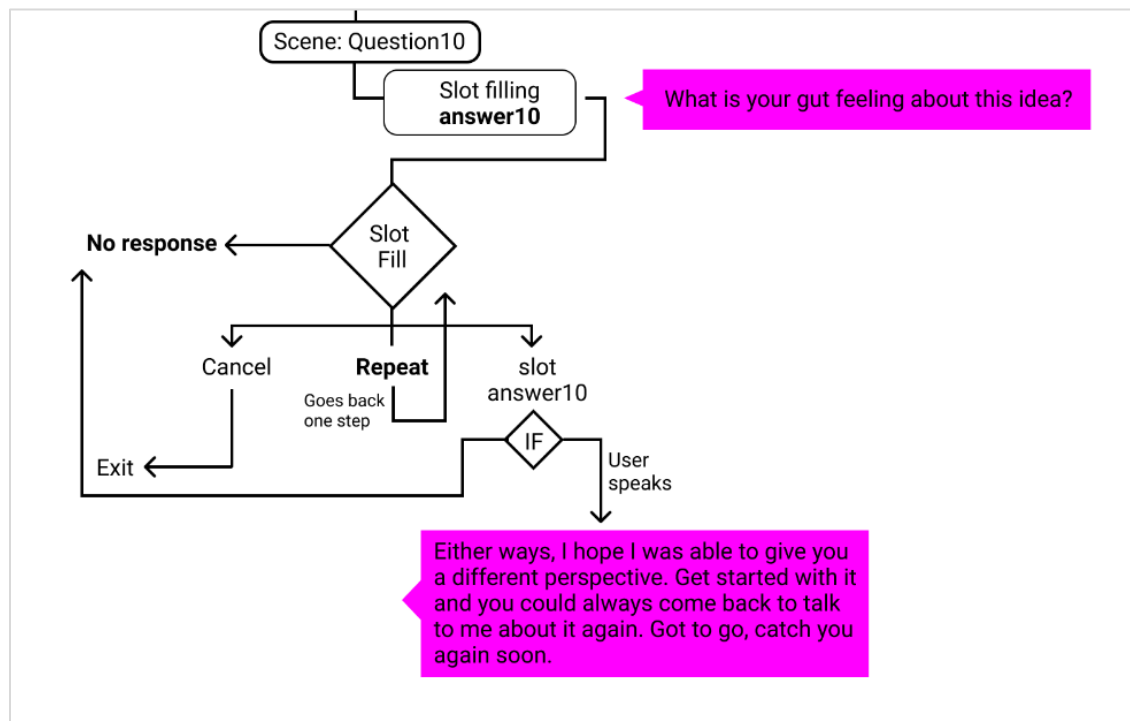 Scene: Question10
Slot filling
answer10
What is your gut feeling about this idea?
Slot
Fill
No response
Cancel
Repeat
Goes back
one step
slot
answer10
IF
User
speaks
Exit
Either ways, I hope I was able to give you
a different perspective. Get started with it
and you could always come back to talk
to me about it again. Got to go, catch you
again soon.